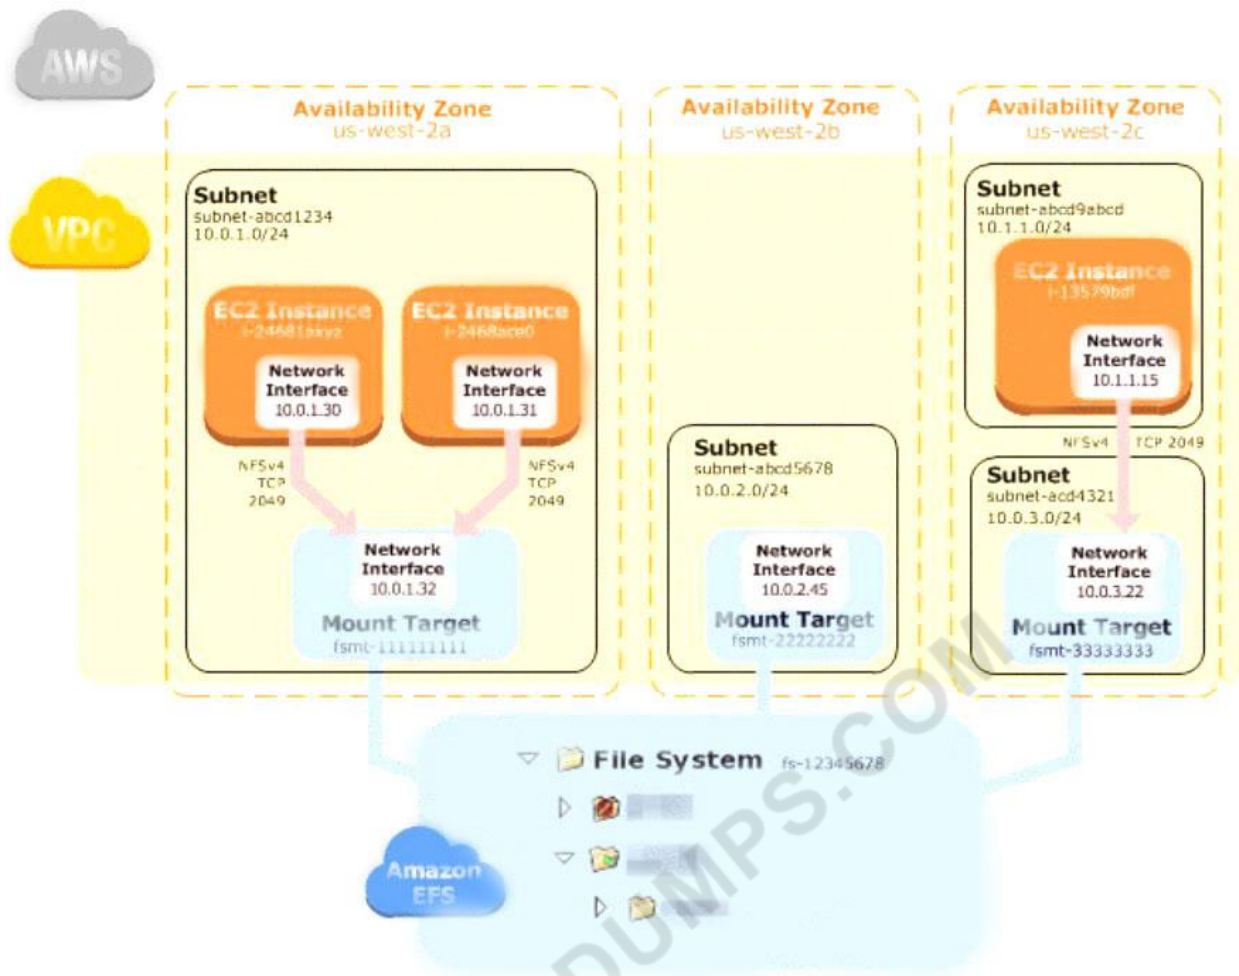 AWS
Availability Zone
us-west-2a
Availability Zone
us-west-2b
Availability Zone
us-west-2c
VPC
Subnet
subnet-abcd1234
10.0.1.0/24
EC2 Instance
i-24681axyz
Network
Interface
10.0.1.30
EC2 Instance
i-2468ace0
Network
Interface
10.0.1.31
NFSv4
TCP
2049
NFSv4
TCP
2049
Network
Interface
10.0.1.32
Mount Target
fsmt-111111111
Subnet
subnet-abcd5678
10.0.2.0/24
Network
Interface
10.0.2.45
Mount Target
fsmt-22222222
Subnet
subnet-abcd9abcd
10.1.1.0/24
EC2 Instance
i-13579bdf
Network
Interface
10.1.1.15
NFSv4 TCP 2049
Subnet
subnet-acd4321
10.0.3.0/24
Network
Interface
10.0.3.22
Mount Target
fsmt-33333333
File System fs-12345678
Amazon
EFS
DUMPS.COM